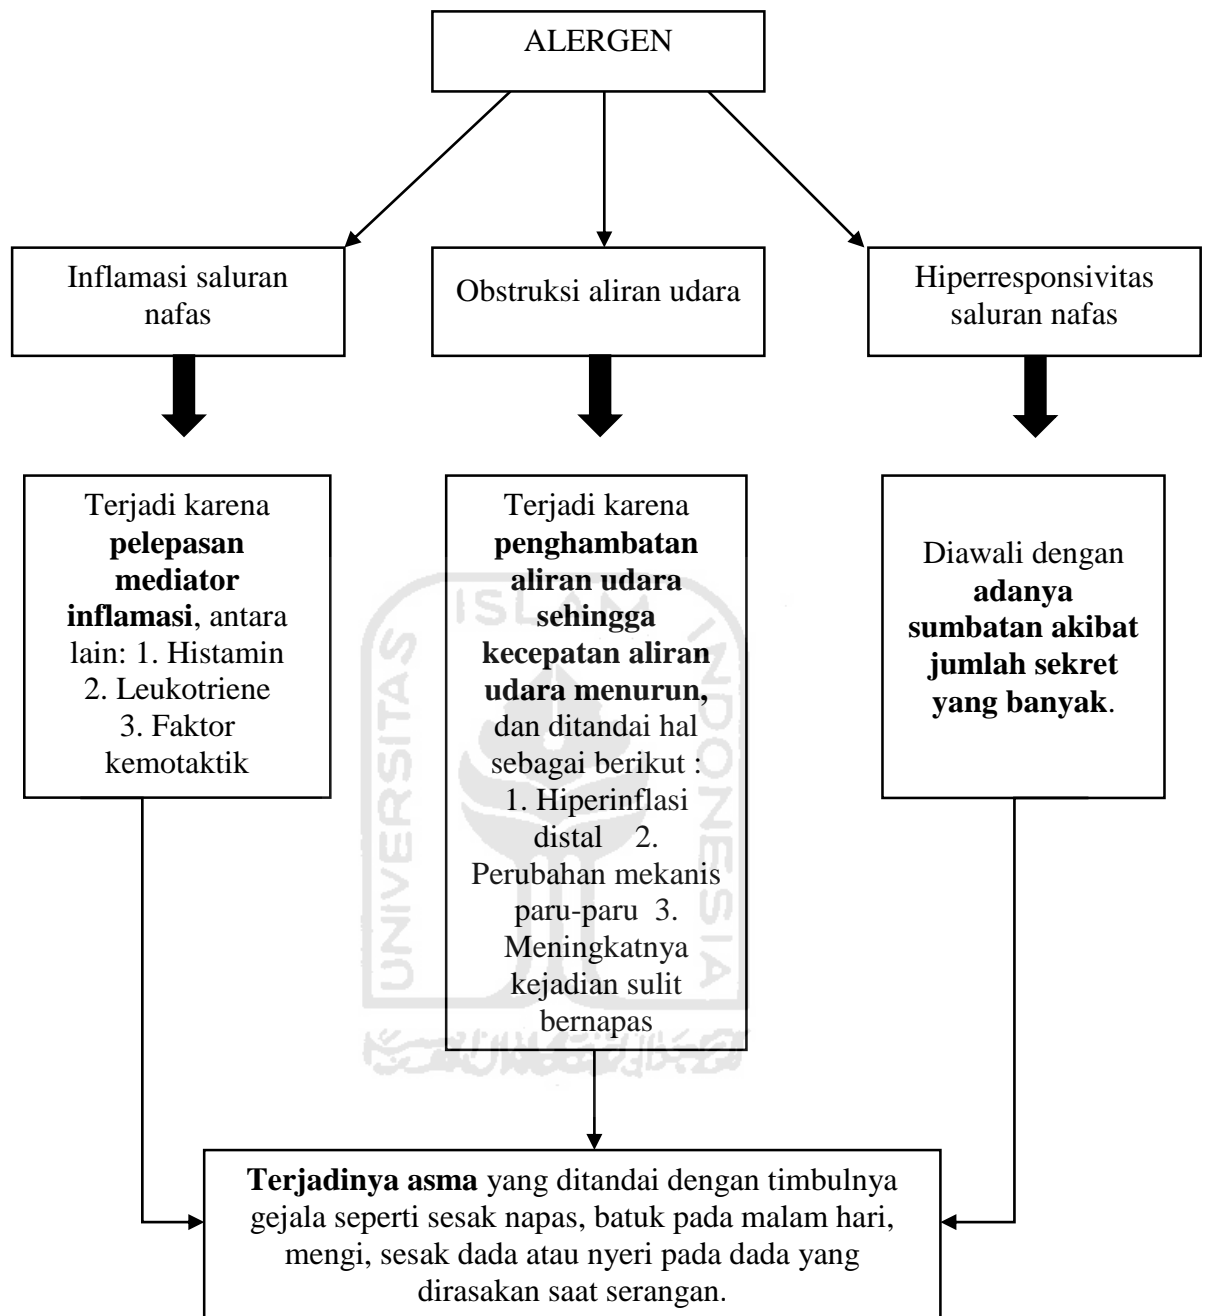 ALERGEN
Inflamasi saluran
nafas
Obstruksi aliran udara
Hiperresponsivitas
saluran nafas
Terjadi karena
pelepasan
mediator
inflamasi, antara
lain: 1. Histamin
2. Leukotriene
3. Faktor
kemotaktik
Terjadi karena
penghambatan
aliran udara
sehingga
kecepatan aliran
udara menurun,
dan ditandai hal
sebagai berikut :
1. Hiperinflasi
distal 2.
Perubahan mekanis
paru-paru 3.
Meningkatnya
kejadian sulit
bernapas
Diawali dengan
adanya
sumbatan akibat
jumlah sekret
yang banyak.
Terjadinya asma yang ditandai dengan timbulnya
gejala seperti sesak napas, batuk pada malam hari,
mengi, sesak dada atau nyeri pada dada yang
dirasakan saat serangan.
UNIVERSITAS
ISLAM
INDONESIA